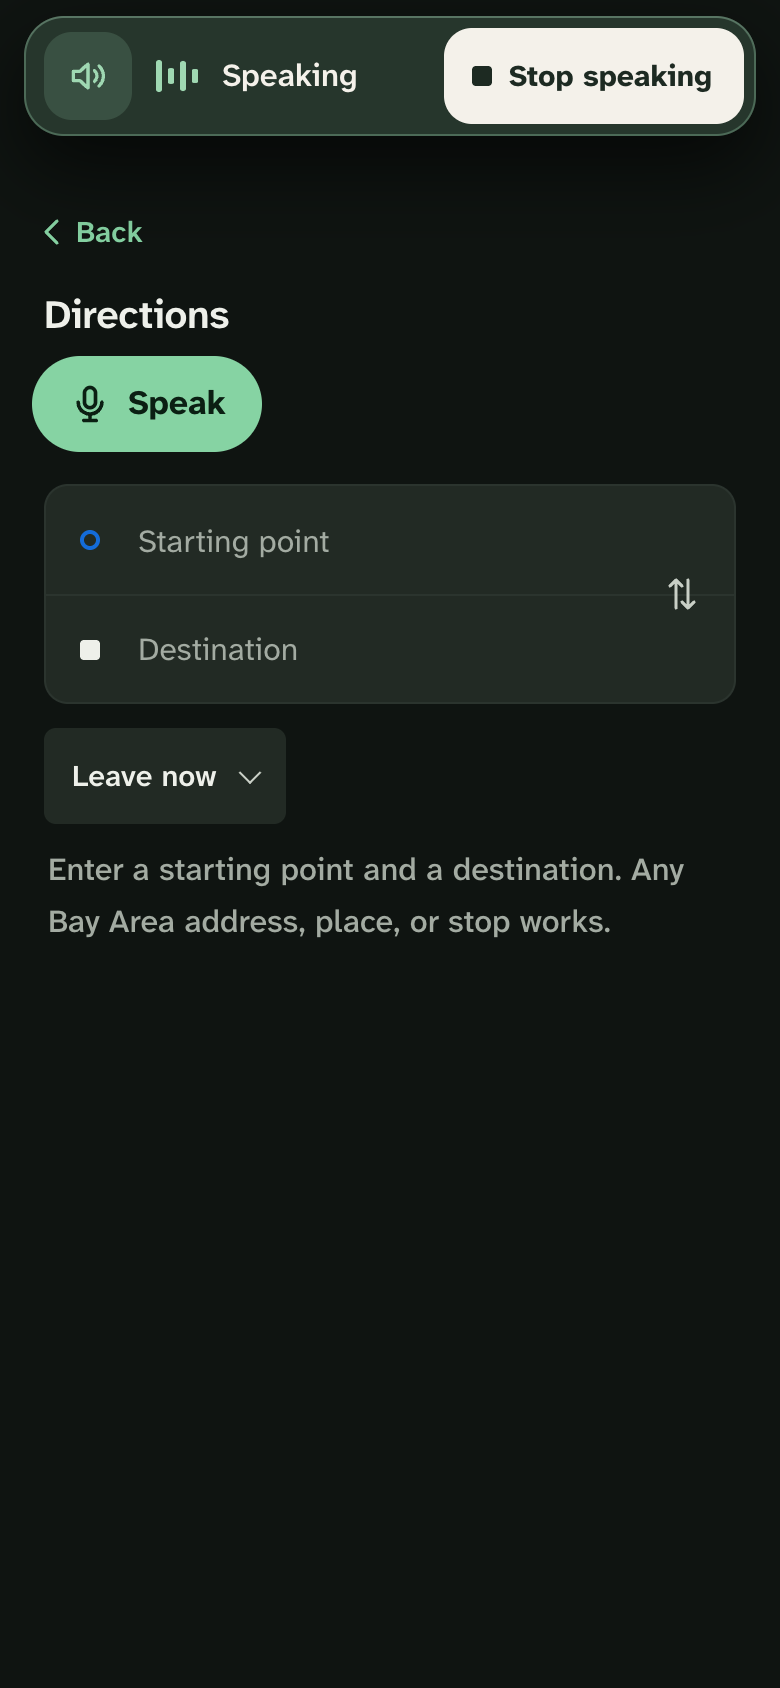 Speaking
Stop speaking
Back
Directions
Speak
Starting point
Destination
Leave now
Enter a starting point and a destination. Any
Bay Area address, place, or stop works.